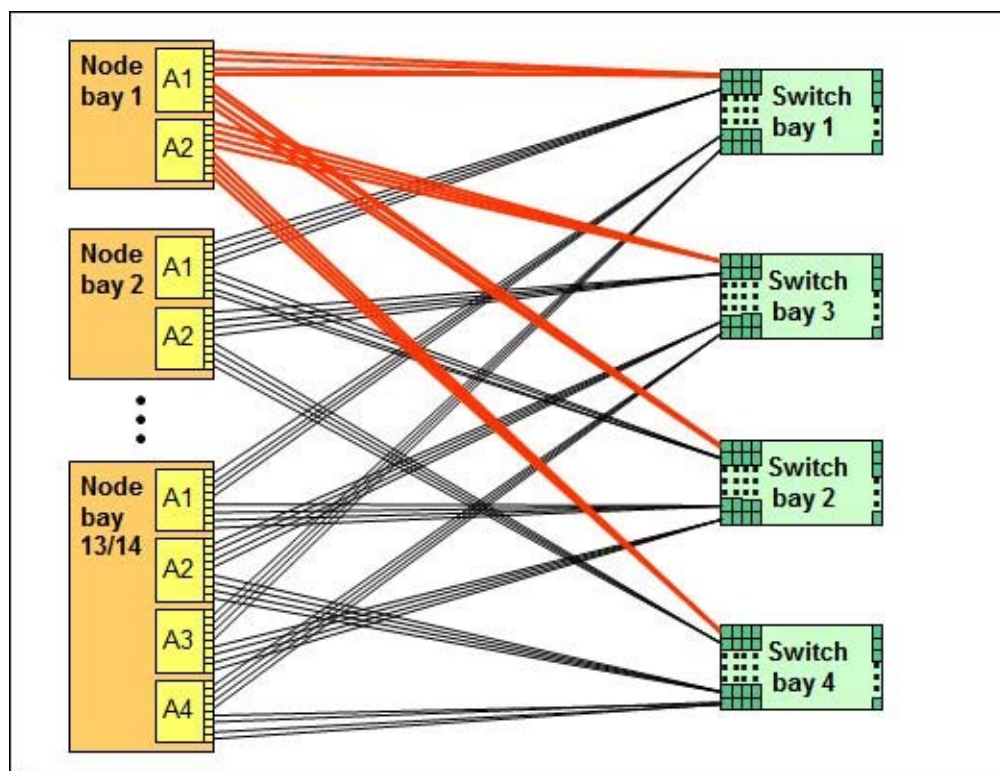 Node
bay 1
A1
A2
Node
bay 2
A1
A2
Node
bay
13/14
A1
A2
A3
A4
Switch
bay 1
Switch
bay 3
Switch
bay 2
Switch
bay 4